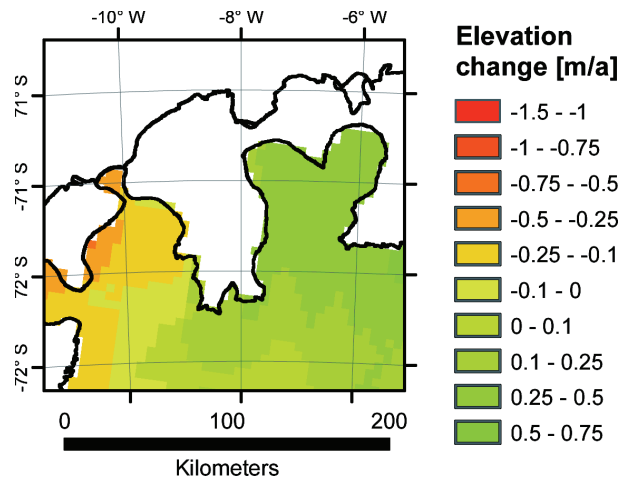 -10° W -8° W -6° W
-71° S
-71° S
-72° S
-72° S
0 100 200
Kilometers
Elevation
change [m/a]
-1.5 - -1
-1 - -0.75
-0.75 - -0.5
-0.5 - -0.25
-0.25 - -0.1
-0.1 - 0
0 - 0.1
0.1 - 0.25
0.25 - 0.5
0.5 - 0.75